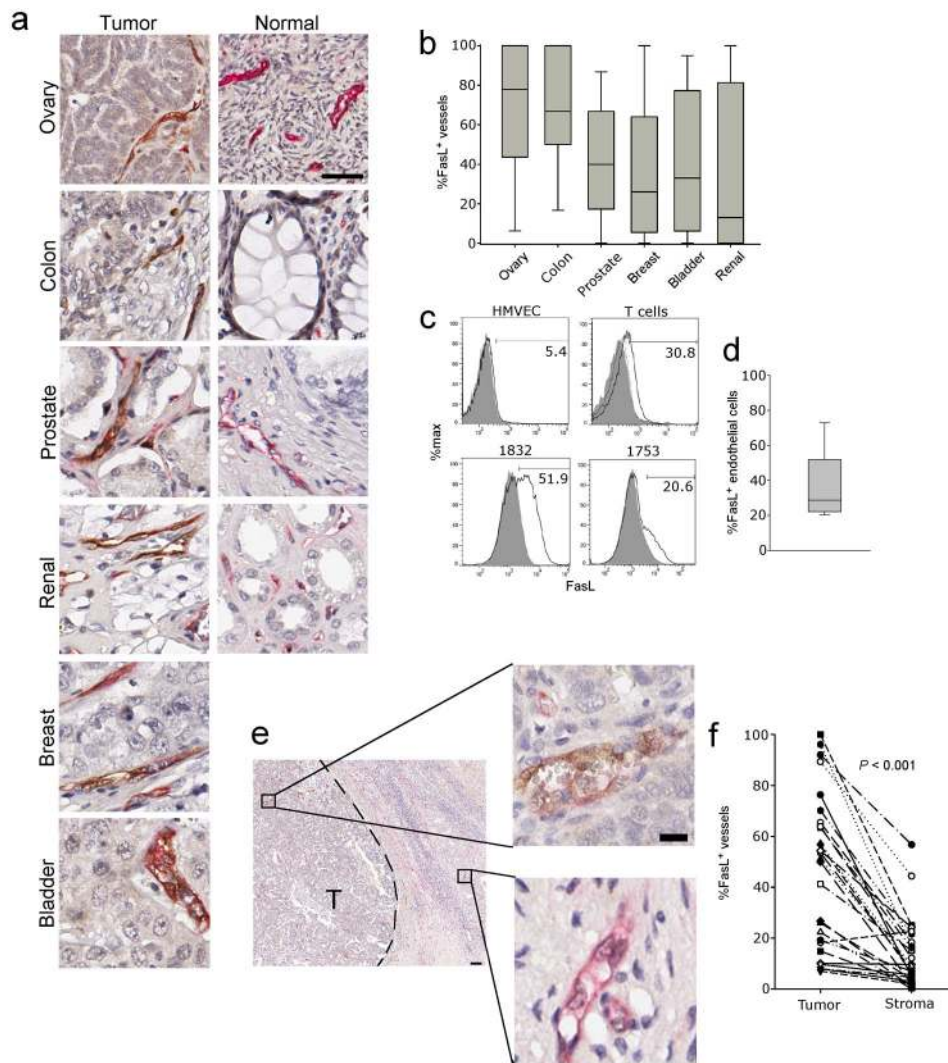 a
Tumor Normal
Ovary
Colon
Prostate
Renal
Breast
Bladder
b
%FasL+ vessels
100
80
60
40
20
0
Ovary
Colon
Prostate
Breast
Bladder
Renal
c
HMVEC T cells
5.4 30.8
1832 1753
51.9 20.6
%max
FasL
d
%FasL+ endothelial cells
100
80
60
40
20
0
e
T
f
%FasL+ vessels
100
80
60
40
20
0
P < 0.001
Tumor Stroma